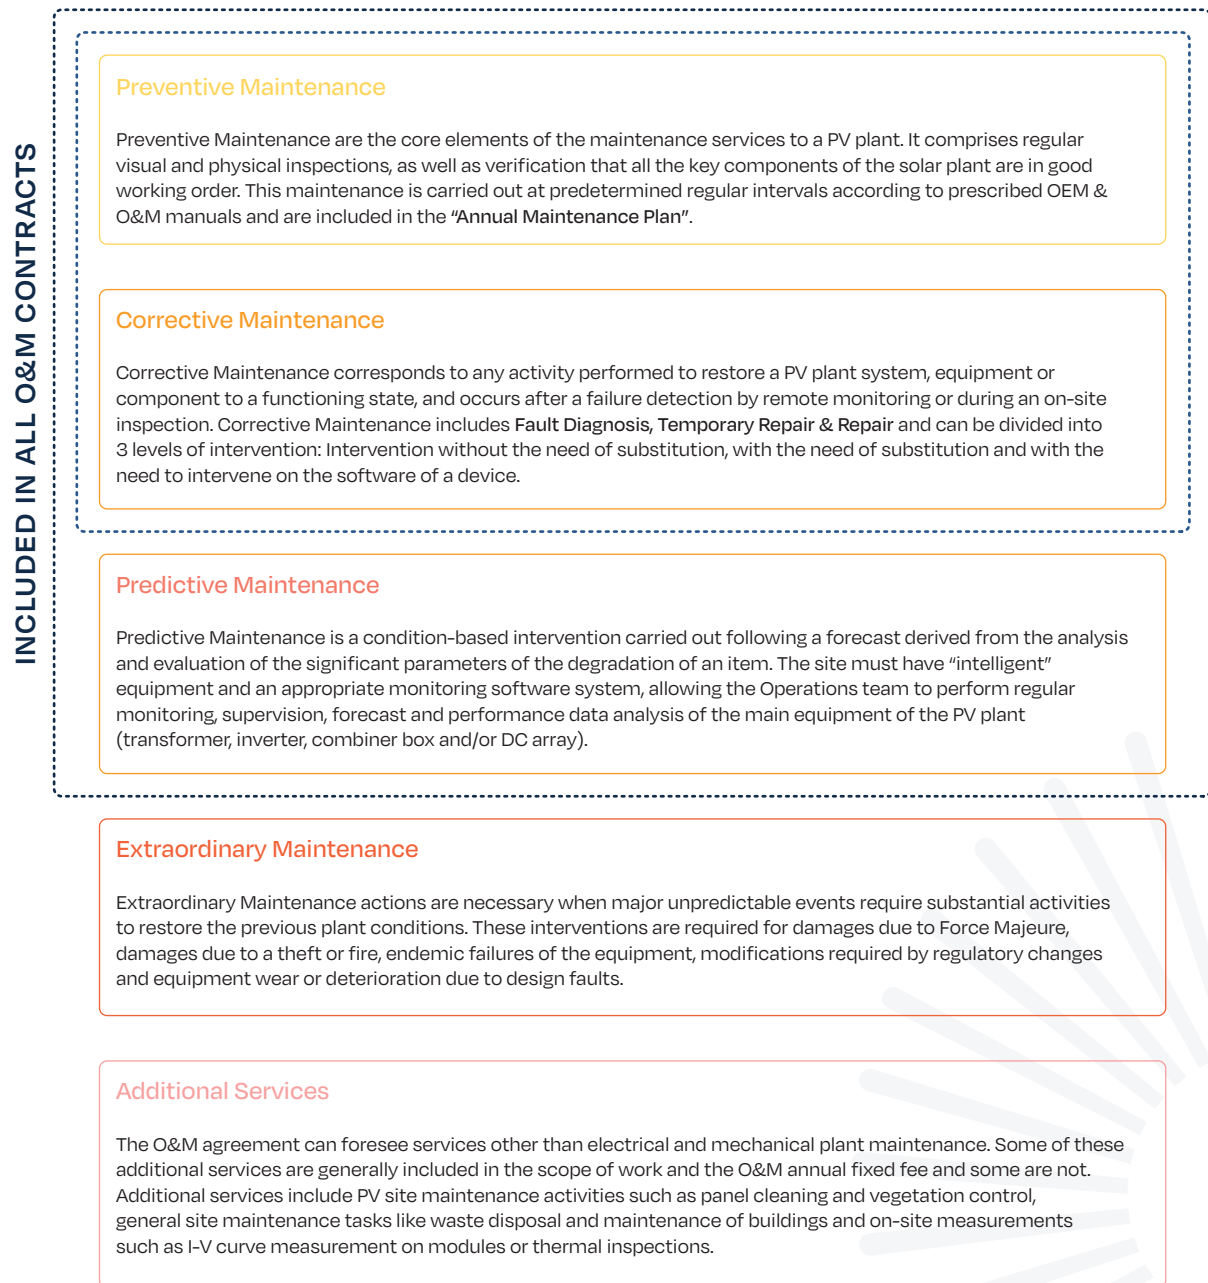 INCLUDED IN ALL O&M CONTRACTS
Preventive Maintenance
Preventive Maintenance are the core elements of the maintenance services to a PV plant. It comprises regular
visual and physical inspections, as well as verification that all the key components of the solar plant are in good
working order. This maintenance is carried out at predetermined regular intervals according to prescribed OEM &
O&M manuals and are included in the “Annual Maintenance Plan”.
Corrective Maintenance
Corrective Maintenance corresponds to any activity performed to restore a PV plant system, equipment or
component to a functioning state, and occurs after a failure detection by remote monitoring or during an on-site
inspection. Corrective Maintenance includes Fault Diagnosis, Temporary Repair & Repair and can be divided into
3 levels of intervention: Intervention without the need of substitution, with the need of substitution and with the
need to intervene on the software of a device.
Predictive Maintenance
Predictive Maintenance is a condition-based intervention carried out following a forecast derived from the analysis
and evaluation of the significant parameters of the degradation of an item. The site must have “intelligent”
equipment and an appropriate monitoring software system, allowing the Operations team to perform regular
monitoring, supervision, forecast and performance data analysis of the main equipment of the PV plant
(transformer, inverter, combiner box and/or DC array).
Extraordinary Maintenance
Extraordinary Maintenance actions are necessary when major unpredictable events require substantial activities
to restore the previous plant conditions. These interventions are required for damages due to Force Majeure,
damages due to a theft or fire, endemic failures of the equipment, modifications required by regulatory changes
and equipment wear or deterioration due to design faults.
Additional Services
The O&M agreement can foresee services other than electrical and mechanical plant maintenance. Some of these
additional services are generally included in the scope of work and the O&M annual fixed fee and some are not.
Additional services include PV site maintenance activities such as panel cleaning and vegetation control,
general site maintenance tasks like waste disposal and maintenance of buildings and on-site measurements
such as I-V curve measurement on modules or thermal inspections.